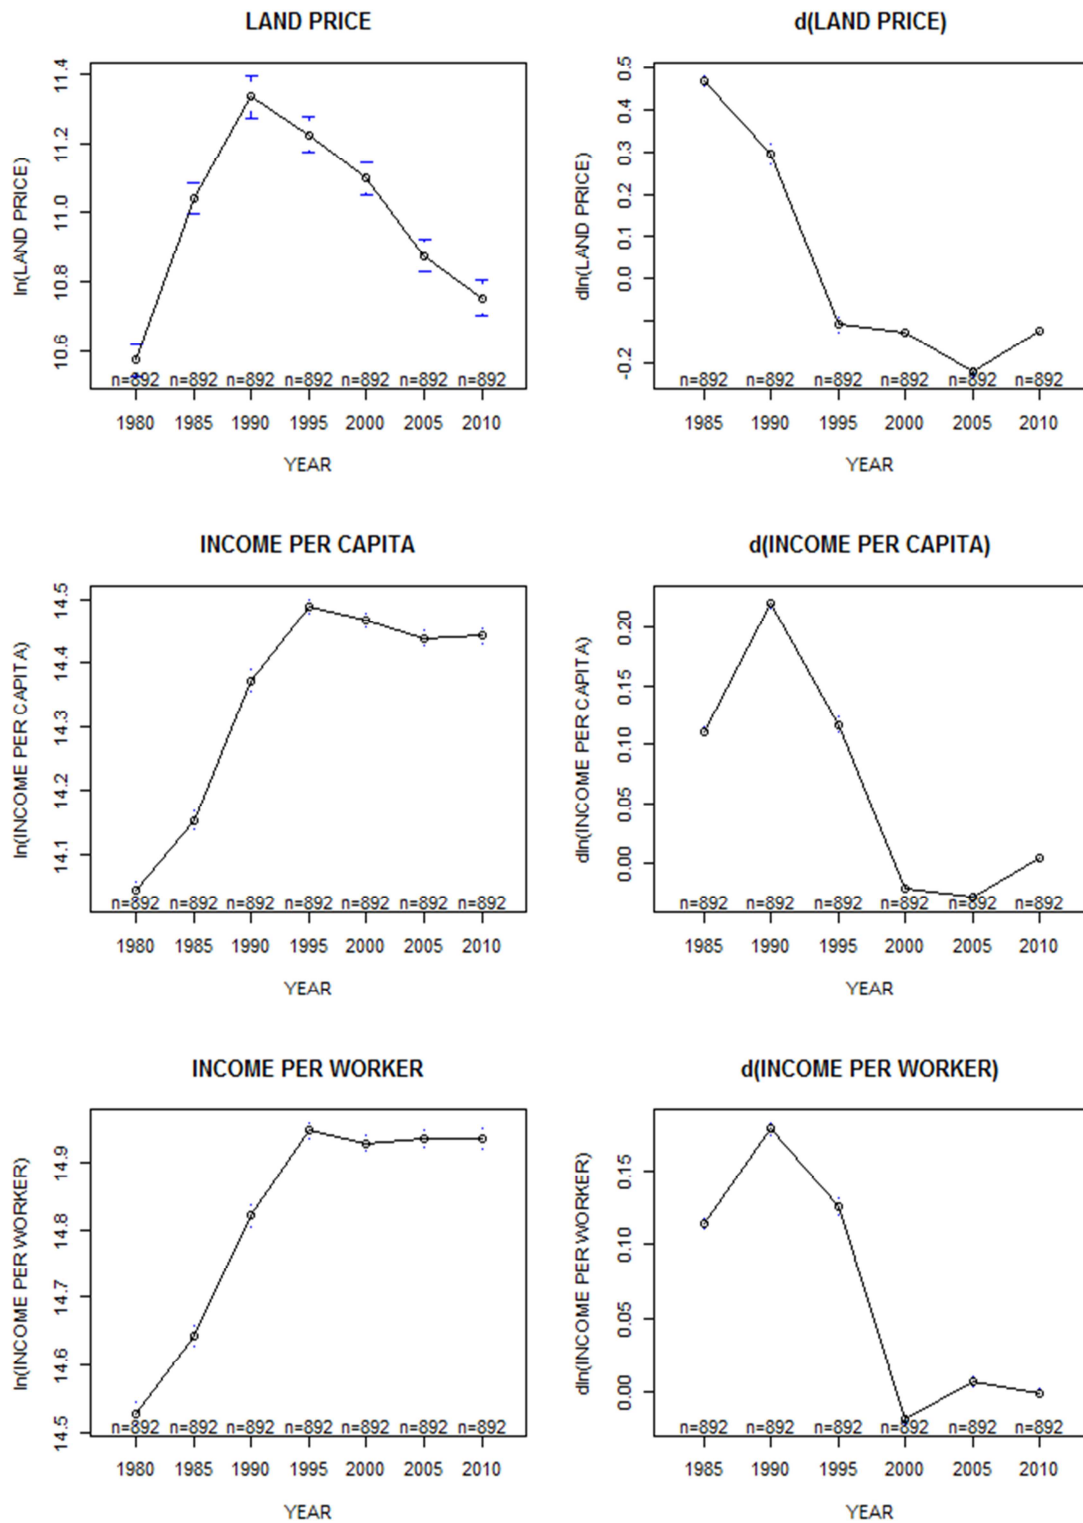 LAND PRICE
ln(LAND PRICE)
11.4
11.2
11.0
10.8
10.6
n=892 n=892 n=892 n=892 n=892 n=892 n=892
1980 1985 1990 1995 2000 2005 2010
YEAR
d(LAND PRICE)
dln(LAND PRICE)
0.5
0.3
0.2
0.1
0.0
-0.2
n=892 n=892 n=892 n=892 n=892 n=892
1985 1990 1995 2000 2005 2010
YEAR
INCOME PER CAPITA
ln(INCOME PER CAPITA)
14.5
14.4
14.3
14.2
14.1
n=892 n=892 n=892 n=892 n=892 n=892 n=892
1980 1985 1990 1995 2000 2005 2010
YEAR
d(INCOME PER CAPITA)
dln(INCOME PER CAPITA)
0.20
0.15
0.10
0.05
0.00
n=892 n=892 n=892 n=892 n=892 n=892
1985 1990 1995 2000 2005 2010
YEAR
INCOME PER WORKER
ln(INCOME PER WORKER)
14.9
14.8
14.7
14.6
14.5
n=892 n=892 n=892 n=892 n=892 n=892 n=892
1980 1985 1990 1995 2000 2005 2010
YEAR
d(INCOME PER WORKER)
dln(INCOME PER WORKER)
0.15
0.10
0.05
0.00
n=892 n=892 n=892 n=892 n=892 n=892
1985 1990 1995 2000 2005 2010
YEAR